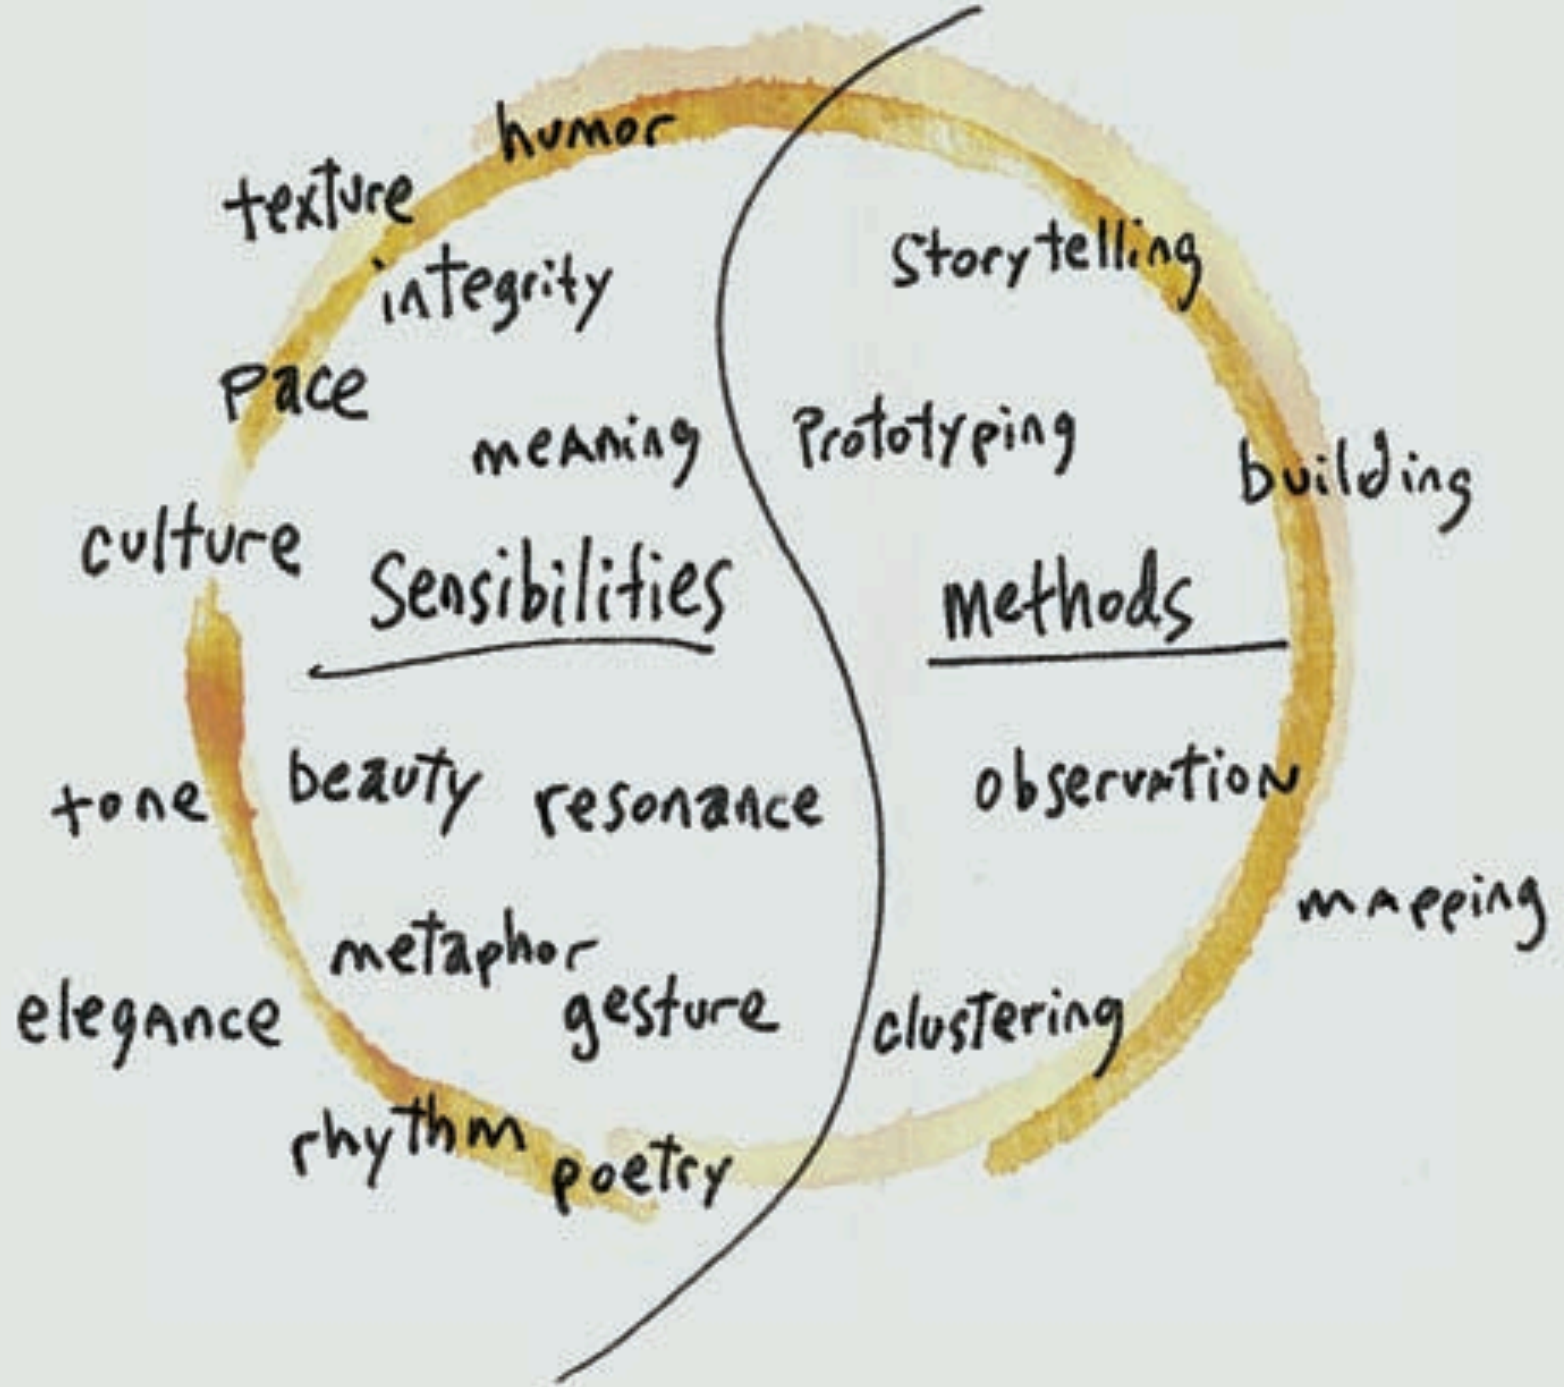 humor
texture
integrity
pace
meaning
culture
Sensibilities
tone
beauty
resonance
metaphor
gesture
elegance
rhythm
poetry
Storytelling
Prototyping
building
methods
observation
mapping
clustering